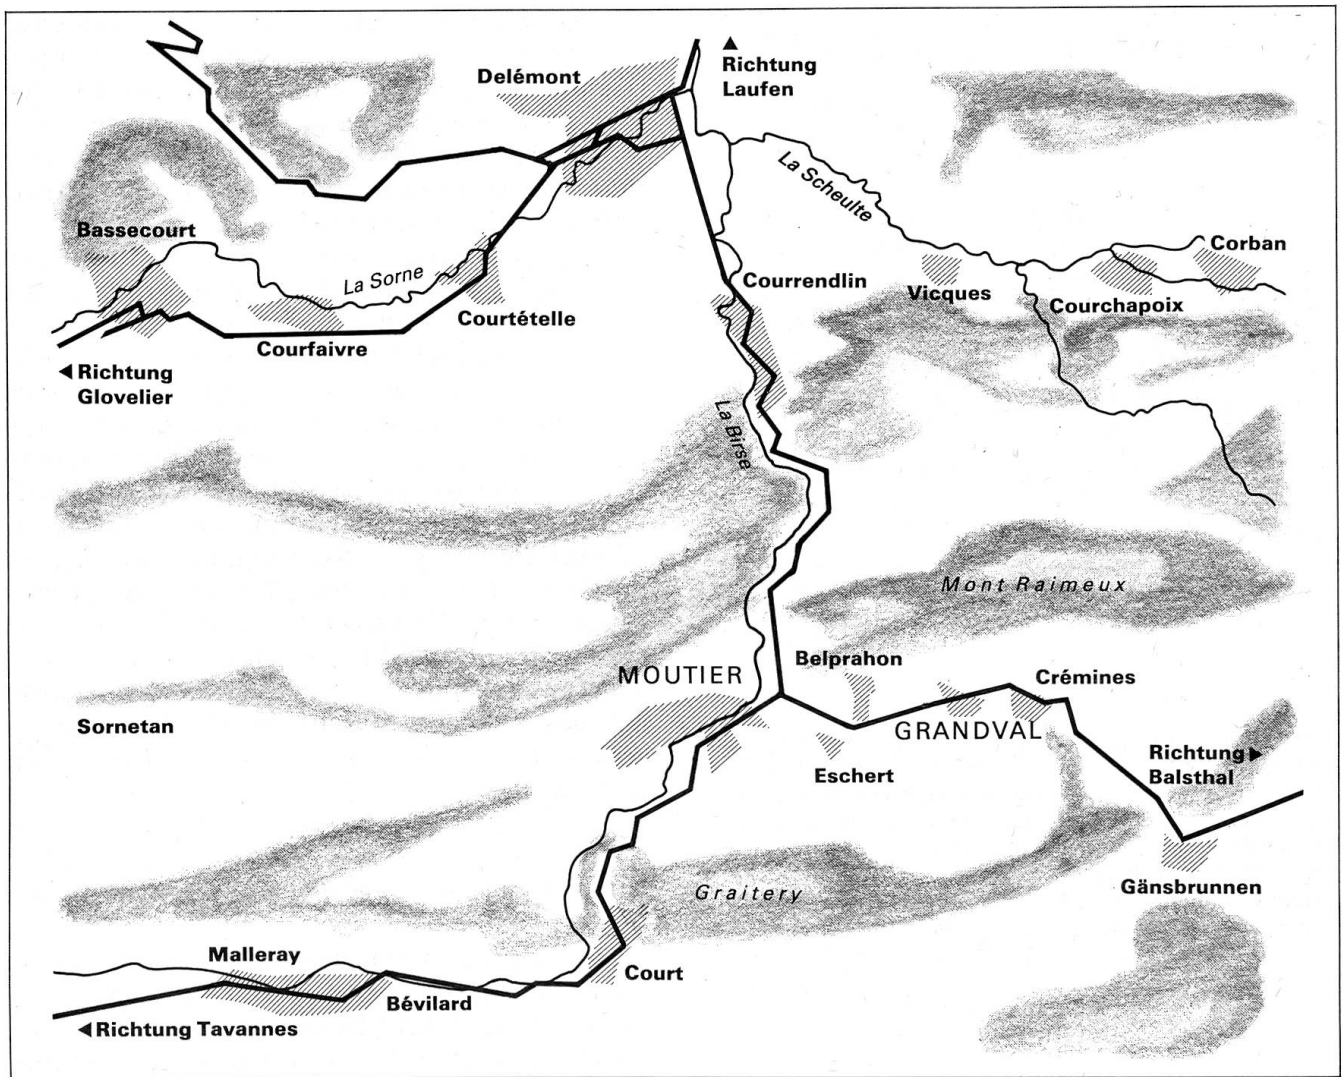 Delémont
▲
Richtung
Laufen
La Scheulte
Bassecourt
La Sorne
Corban
Courrendlin
Vicques
Courchapoix
Courtételle
Courfaivre
◀ Richtung
Glovelier
La Birse
Mont Raimeux
Belprahon
MOUTIER
Crémines
Sornetan
GRANDVAL
Richtung ▶
Balsthal
Eschert
Graitery
Gänsbrunnen
Malleray
Court
Bévilard
◀ Richtung Tavannes